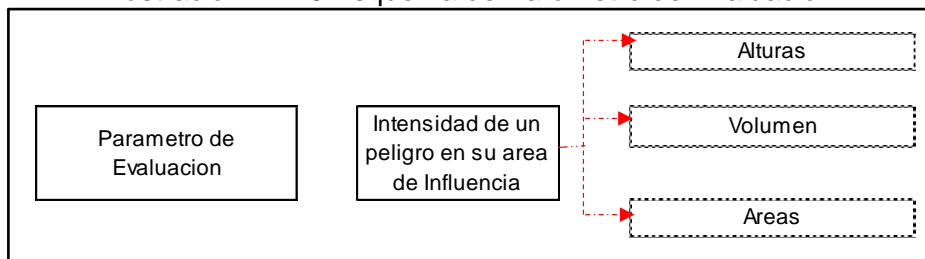 Parametro de
Evaluacion
Intensidad de un
peligro en su area
de Influencia
Alturas
Volumen
Areas